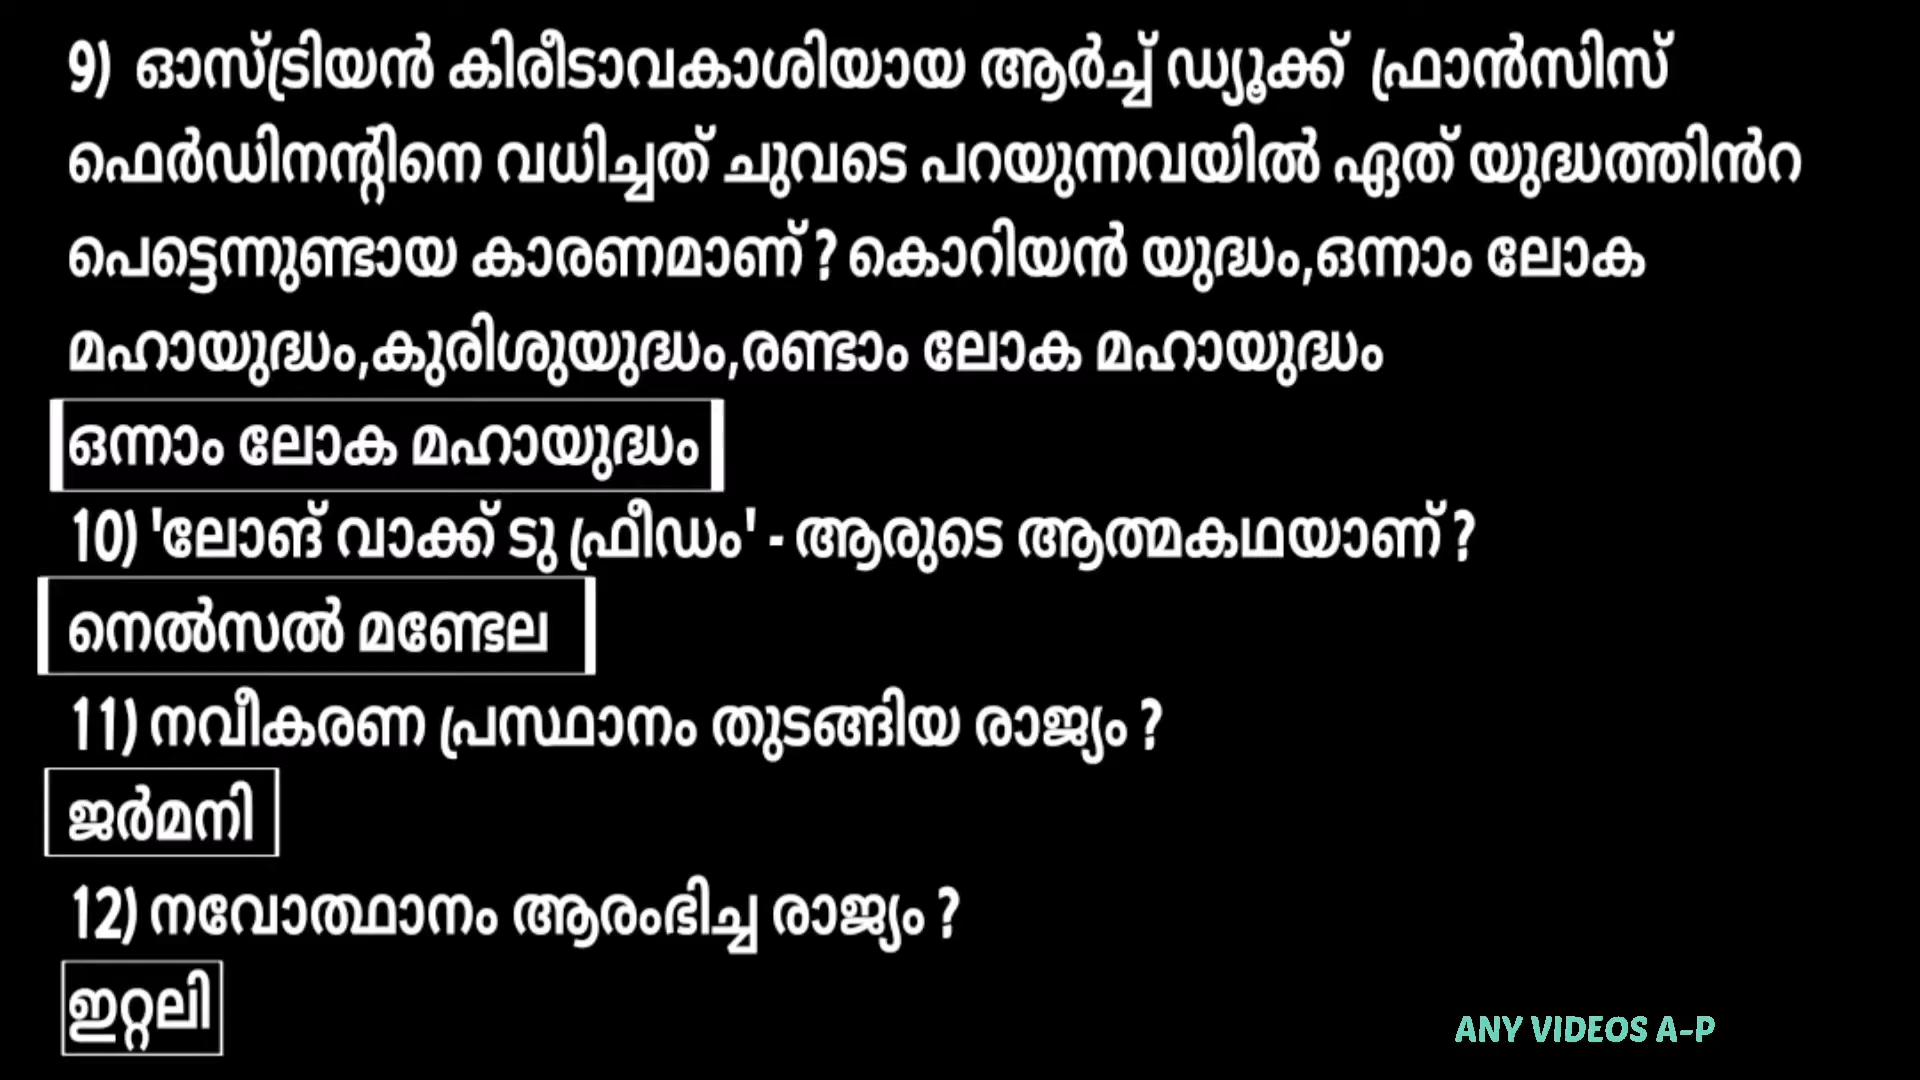 9) ഓസ്ട്രിയൻ കിരീടാവകാശിയായ ആർച്ച് ഡ്യൂക്ക് ഫ്രാൻസിസ്
ഫെർഡിനന്റിനെ വധിച്ചത് ചുവടെ പറയുന്നവയിൽ ഏത് യുദ്ധത്തിൻറ
പെട്ടെന്നുണ്ടായ കാരണമാണ് ? കൊറിയൻ യുദ്ധം,ഒന്നാം ലോക
മഹായുദ്ധം,കുരിശുയുദ്ധം,രണ്ടാം ലോക മഹായുദ്ധം
ഒന്നാം ലോക മഹായുദ്ധം
10) 'ലോങ് വാക്ക് ടു ഫ്രീഡം' - ആരുടെ ആത്മകഥയാണ് ?
നെൽസൽ മണ്ടേല
11) നവീകരണ പ്രസ്ഥാനം തുടങ്ങിയ രാജ്യം ?
ജർമനി
12) നവോത്ഥാനം ആരംഭിച്ച രാജ്യം ?
ഇറ്റലി
ANY VIDEOS A-P